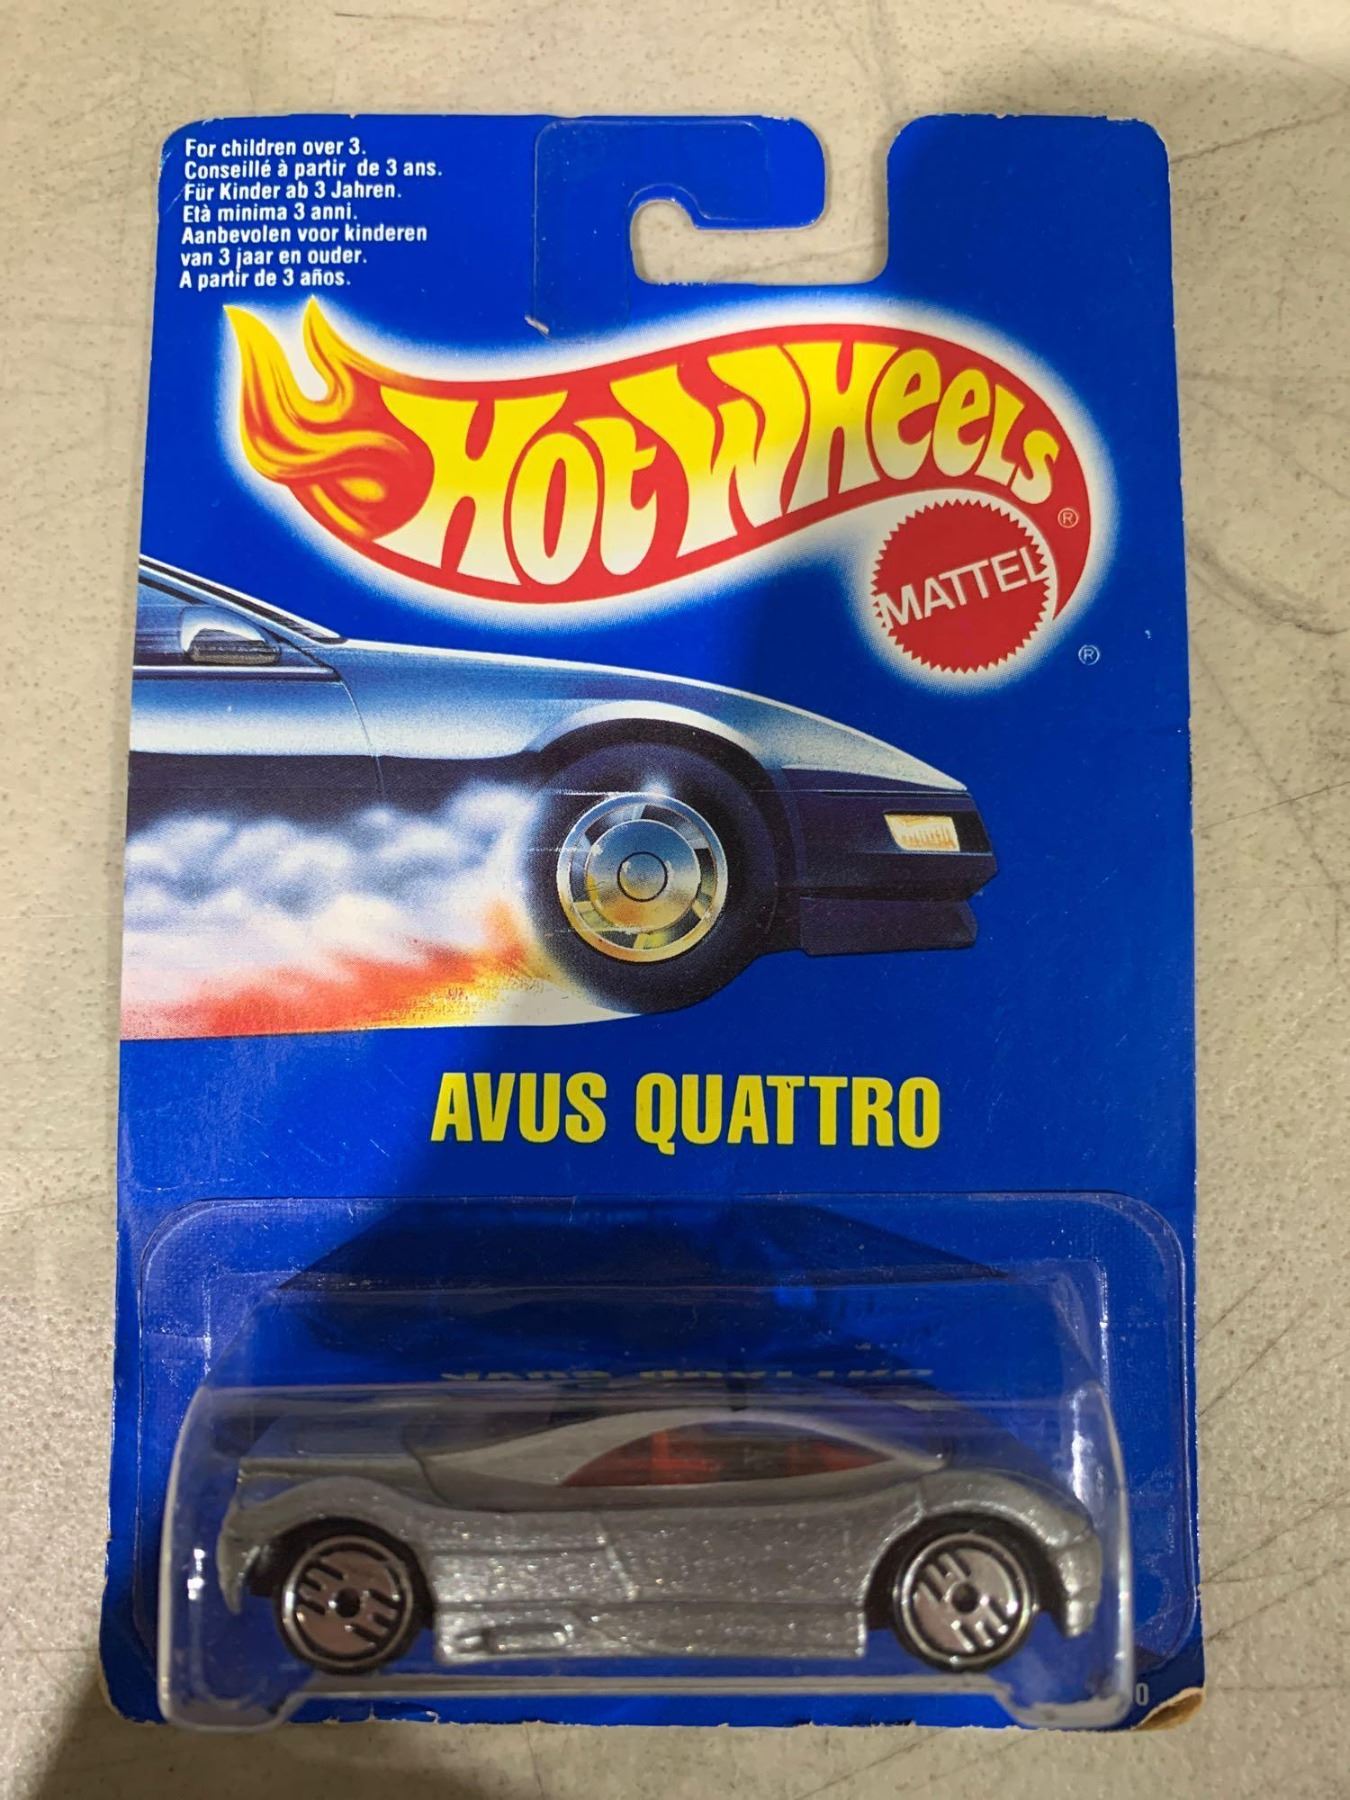 For children over 3.
Conseillé à partir de 3 ans.
Für Kinder ab 3 Jahren.
Età minima 3 anni.
Aanbevolen voor kinderen
van 3 jaar en ouder.
A partir de 3 años.
HOT WHEELS ®
MATTEL
®
AVUS QUATTRO